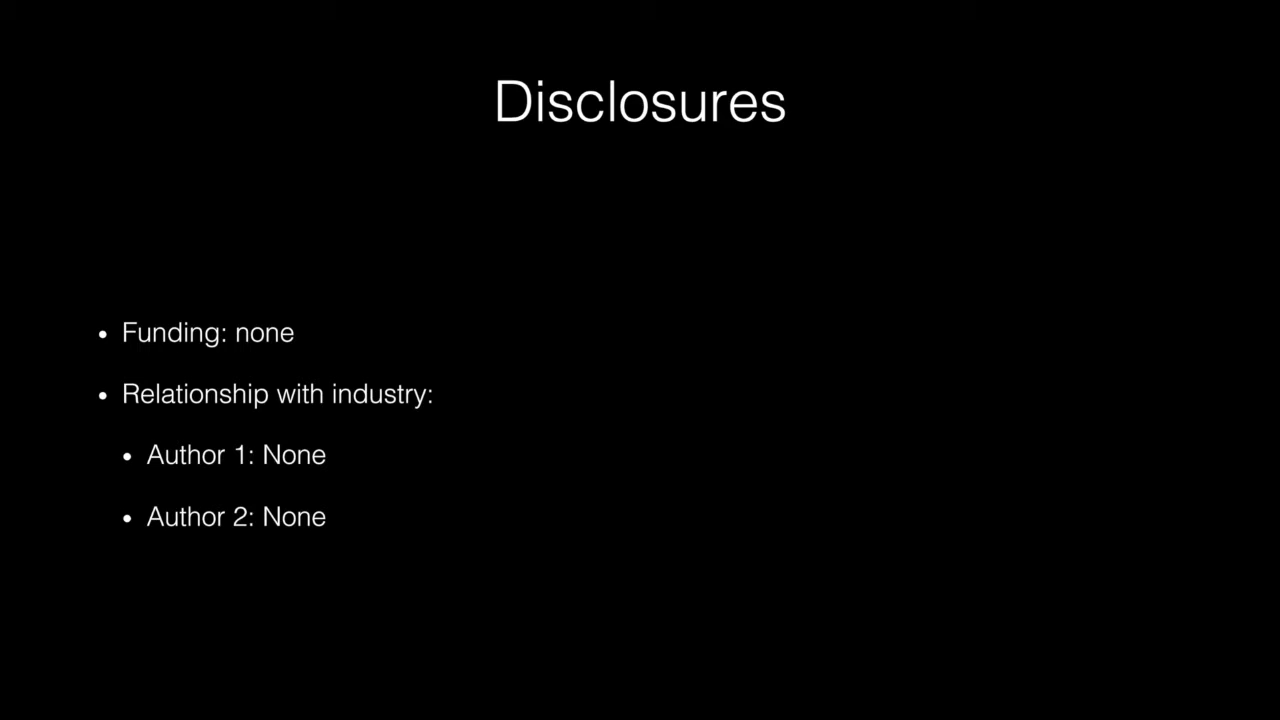 Disclosures
• Funding: none
• Relationship with industry:
• Author 1: None
• Author 2: None